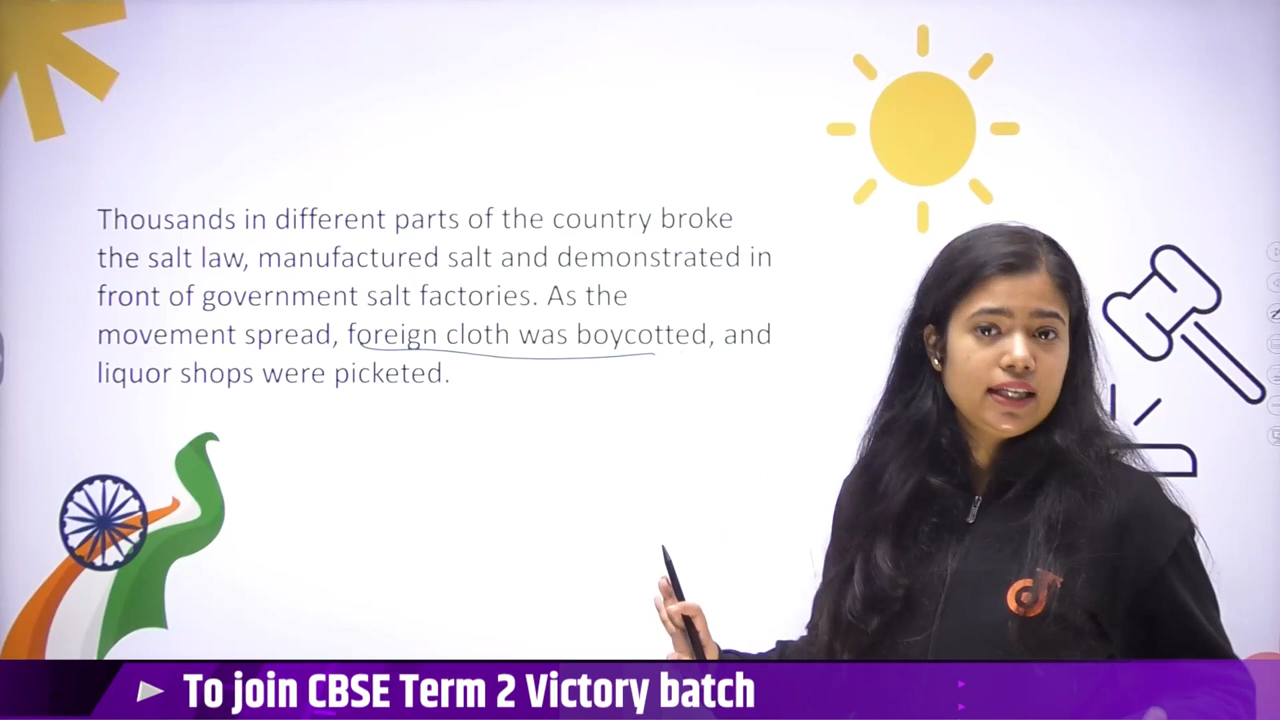 Thousands in different parts of the country broke
the salt law, manufactured salt and demonstrated in
front of government salt factories. As the
movement spread, foreign cloth was boycotted, and
liquor shops were picketed.
To join CBSE Term 2 Victory batch